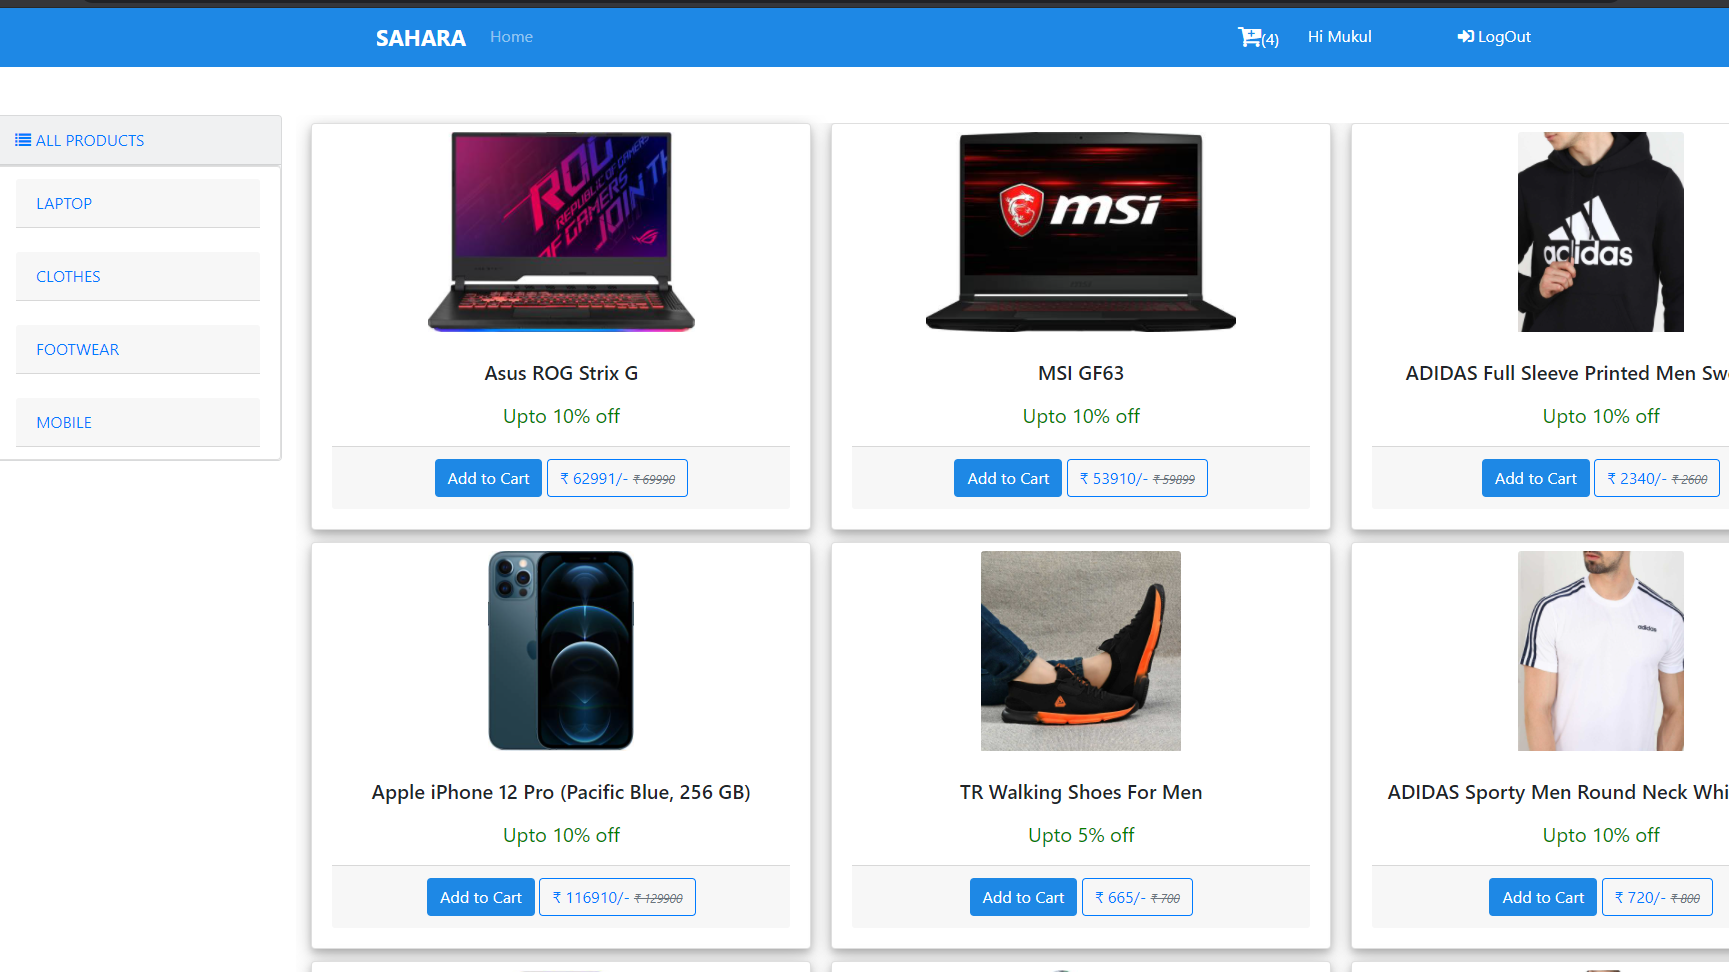 SAHARA Home (4) Hi Mukul LogOut
ALL PRODUCTS
LAPTOP
CLOTHES
FOOTWEAR
MOBILE
ROG
REPUBLIC OF GAMERS
JOIN TH
OF GAMERS
msi
adidas
Asus ROG Strix G
Upto 10% off
Add to Cart ₹ 62991/- ₹ 69990
MSI GF63
Upto 10% off
Add to Cart ₹ 53910/- ₹ 59899
ADIDAS Full Sleeve Printed Men Sw
Upto 10% off
Add to Cart ₹ 2340/- ₹ 2600
Apple iPhone 12 Pro (Pacific Blue, 256 GB)
Upto 10% off
Add to Cart ₹ 116910/- ₹ 129900
TR Walking Shoes For Men
Upto 5% off
Add to Cart ₹ 665/- ₹ 700
adidas
ADIDAS Sporty Men Round Neck Whi
Upto 10% off
Add to Cart ₹ 720/- ₹ 800